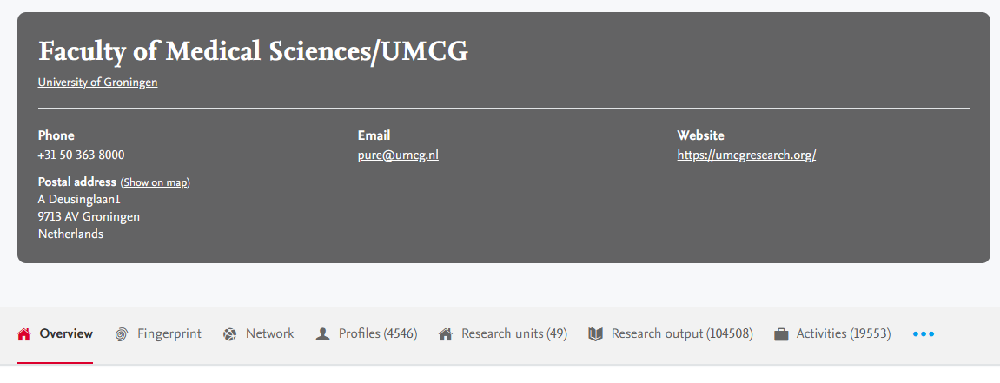 Faculty of Medical Sciences/UMCG
University of Groningen
Phone
+31 50 363 8000
Email
pure@umcg.nl
Website
https://umcgresearch.org/
Postal address (Show on map)
A Deusinglaan1
9713 AV Groningen
Netherlands
Overview
Fingerprint
Network
Profiles (4546)
Research units (49)
Research output (104508)
Activities (19553)